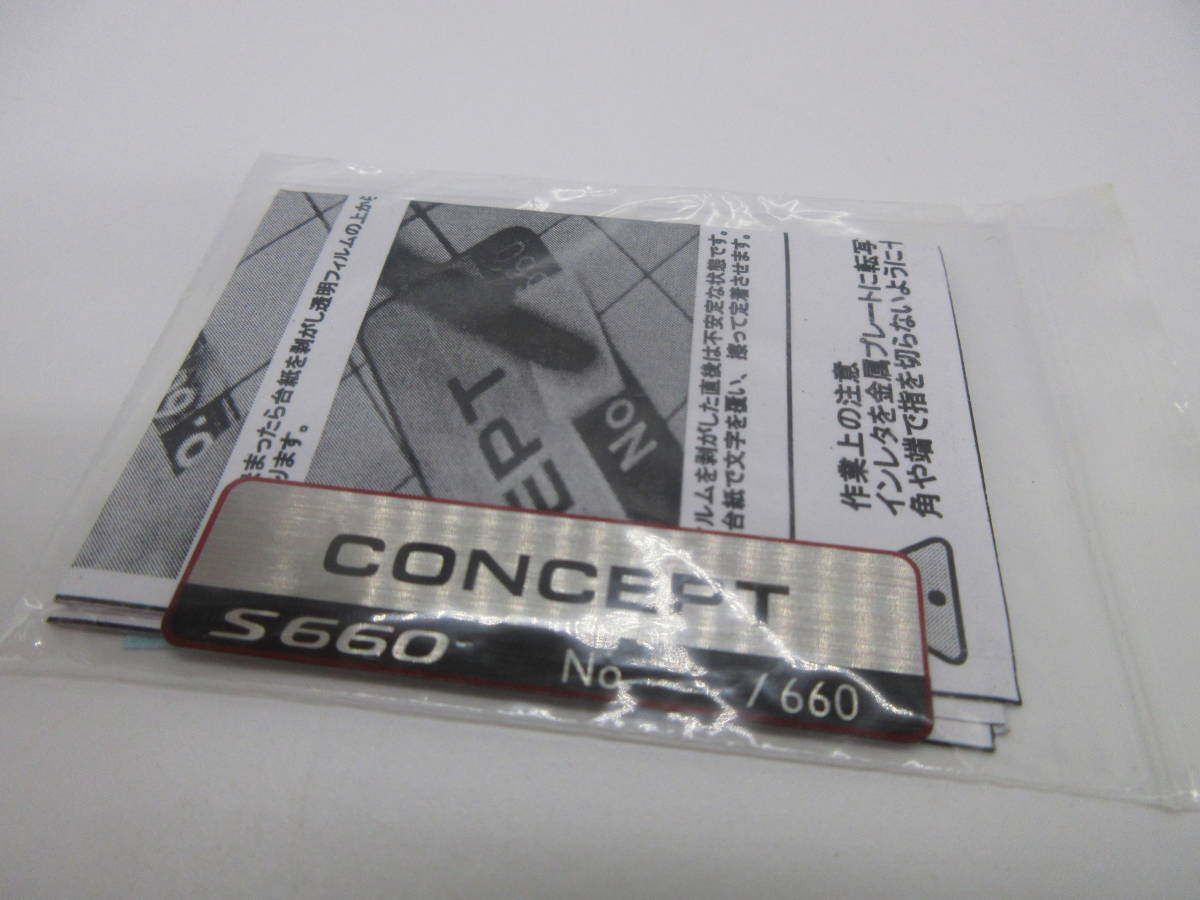 まったら台紙を剥がし透明フィルムの上から
ります。
EPT
No
ルムを剥がした直後は不安定な状態です。
台紙で文字を覆い、擦って定着させます。
作業上の注意
インレタを金属プレートに転写
角や端で指を切らないように
CONCEPT
S660
No. /660